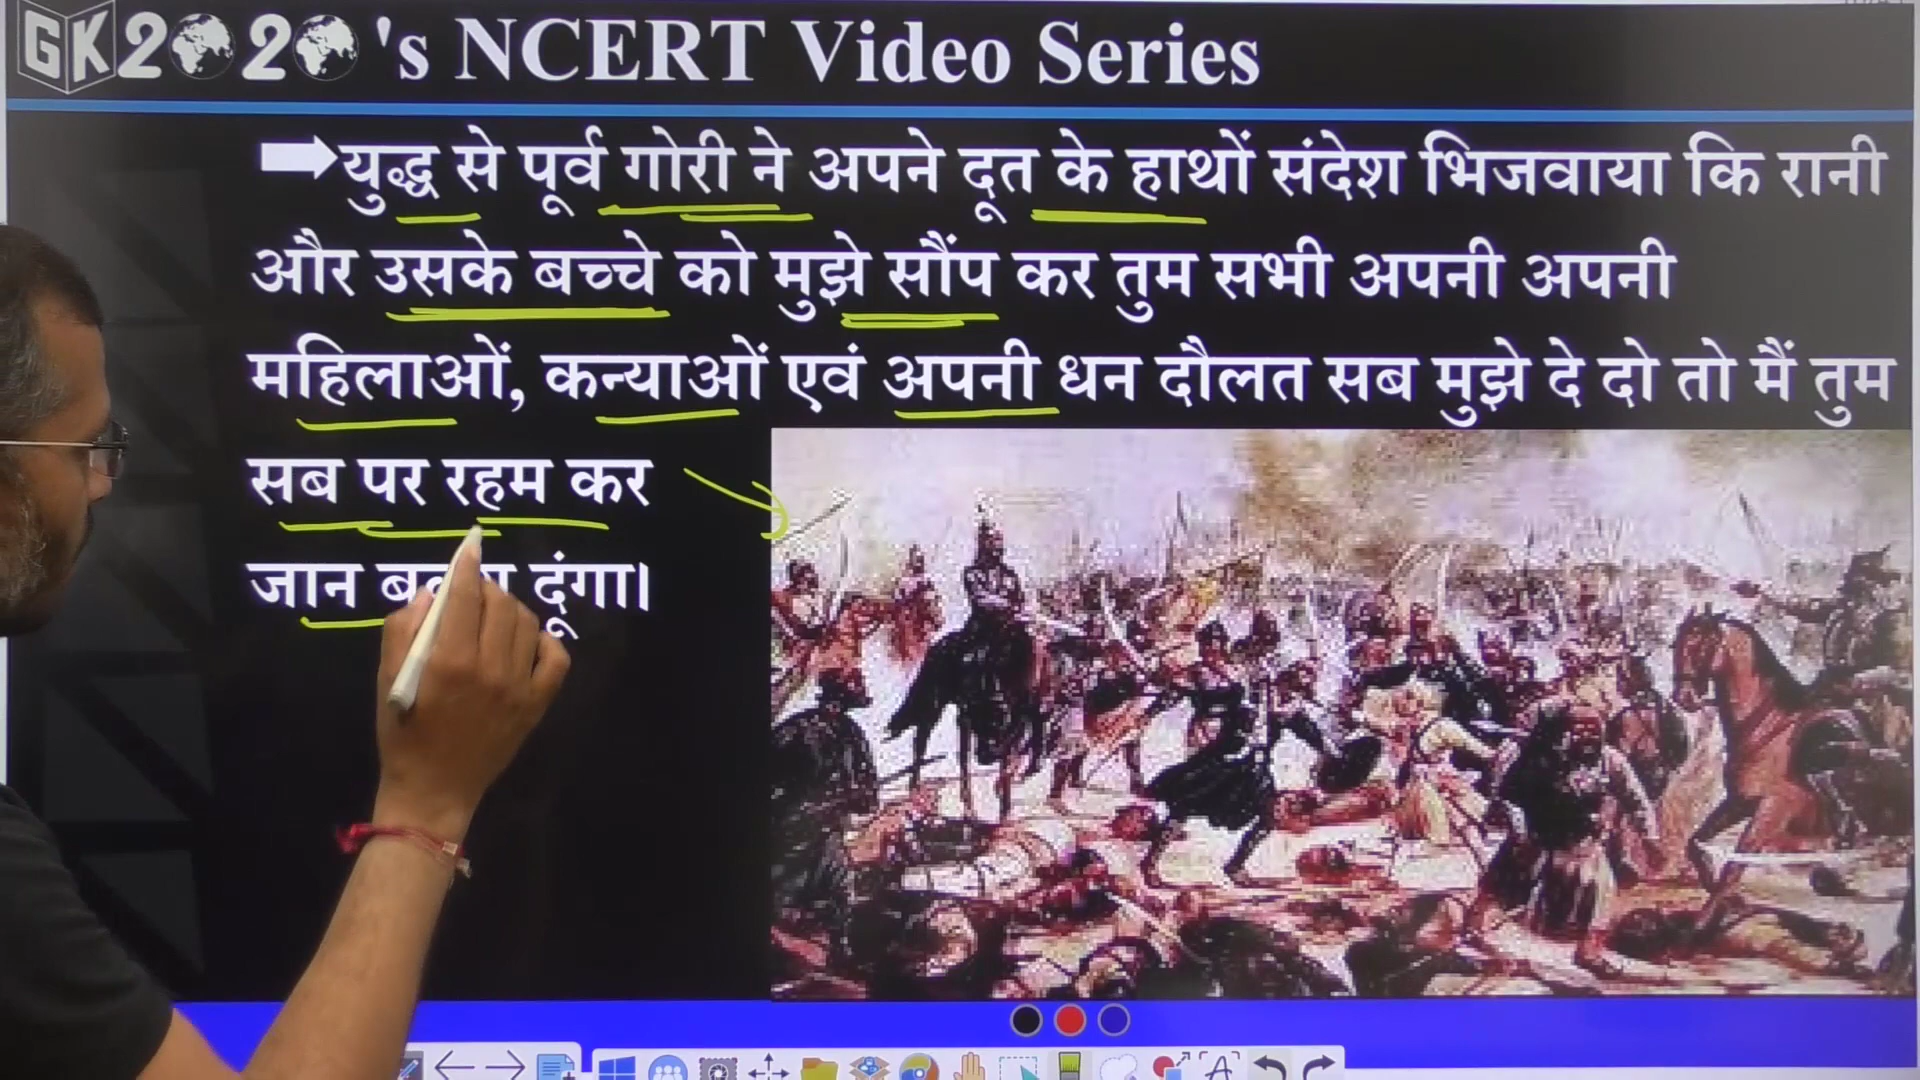 GK2020's NCERT Video Series
युद्ध से पूर्व गोरी ने अपने दूत के हाथों संदेश भिजवाया कि रानी
और उसके बच्चे को मुझे सौंप कर तुम सभी अपनी अपनी
महिलाओं, कन्याओं एवं अपनी धन दौलत सब मुझे दे दो तो मैं तुम
सब पर रहम कर
जान दूंगा।